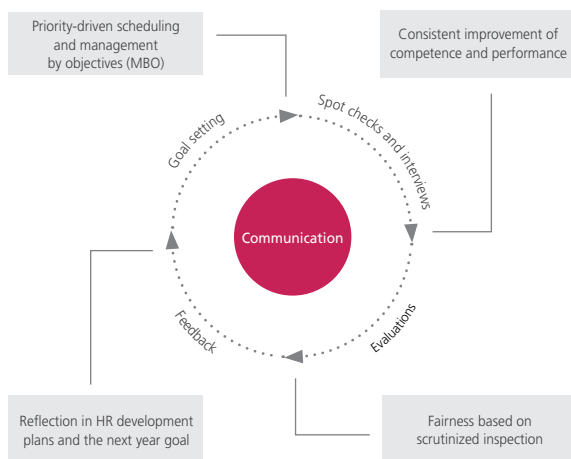 Priority-driven scheduling
and management
by objectives (MBO)
Consistent improvement of
competence and performance
Goal setting
Spot checks and interviews
Communication
Feedback
Evaluations
Reflection in HR development
plans and the next year goal
Fairness based on
scrutinized inspection